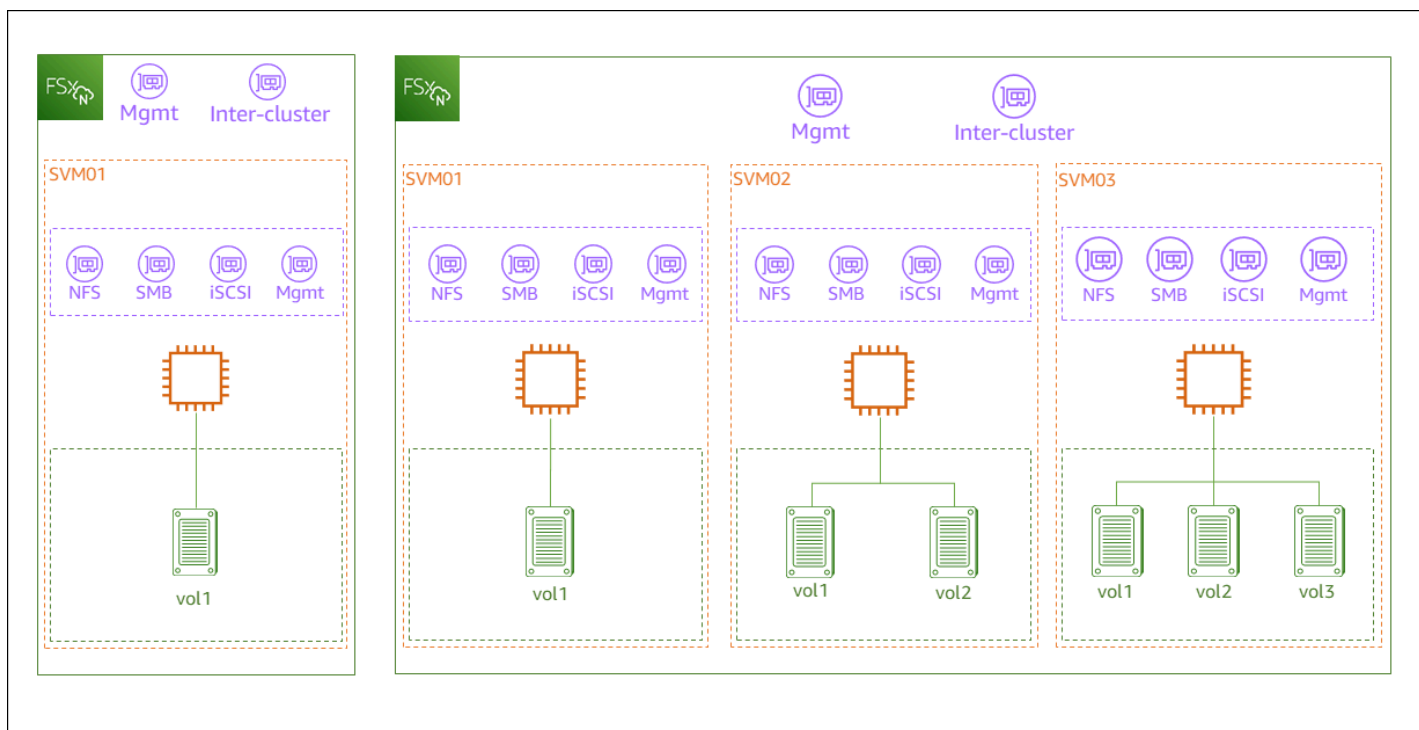 FSx N
Mgmt Inter-cluster
SVM01
NFS SMB iSCSI Mgmt
vol1
FSx N
Mgmt Inter-cluster
SVM01 SVM02 SVM03
NFS SMB iSCSI Mgmt NFS SMB iSCSI Mgmt NFS SMB iSCSI Mgmt
vol1 vol1 vol2 vol1 vol2 vol3